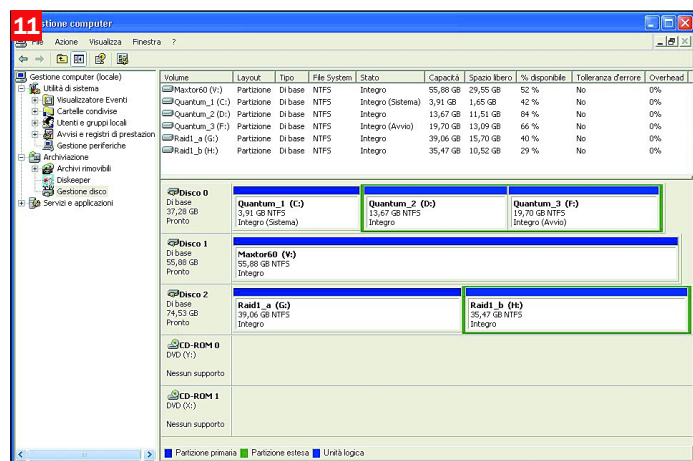 11
estione computer
File Azione Visualizza Finestra ?
Gestione computer (locale)
Utilità di sistema
Visualizzatore Eventi
Cartelle condivise
Utenti e gruppi locali
Avvisi e registri di prestazion
Gestione periferiche
Archiviazione
Archivi rimovibili
Diskeeper
Gestione disco
Servizi e applicazioni
Volume Layout Tipo File System Stato Capacità Spazio libero % disponibile Tolleranza d'errore Overhead
Maxtor60 (V:) Partizione Di base NTFS Integro 55,88 GB 29,55 GB 52 % No 0%
Quantum_1 (C:) Partizione Di base NTFS Integro (Sistema) 3,91 GB 1,65 GB 42 % No 0%
Quantum_2 (D:) Partizione Di base NTFS Integro 13,67 GB 11,51 GB 84 % No 0%
Quantum_3 (F:) Partizione Di base NTFS Integro (Avvio) 19,70 GB 13,09 GB 66 % No 0%
Raid1_a (G:) Partizione Di base NTFS Integro 39,06 GB 15,70 GB 40 % No 0%
Raid1_b (H:) Partizione Di base NTFS Integro 35,47 GB 10,52 GB 29 % No 0%
Disco 0
Di base
37,28 GB
Pronto
Quantum_1 (C:)
3,91 GB NTFS
Integro (Sistema)
Quantum_2 (D:)
13,67 GB NTFS
Integro
Quantum_3 (F:)
19,70 GB NTFS
Integro (Avvio)
Disco 1
Di base
55,88 GB
Pronto
Maxtor60 (V:)
55,88 GB NTFS
Integro
Disco 2
Di base
74,53 GB
Pronto
Raid1_a (G:)
39,06 GB NTFS
Integro
Raid1_b (H:)
35,47 GB NTFS
Integro
CD-ROM 0
DVD (Y:)
Nessun supporto
CD-ROM 1
DVD (X:)
Nessun supporto
Partizione primaria Partizione estesa Unità logica